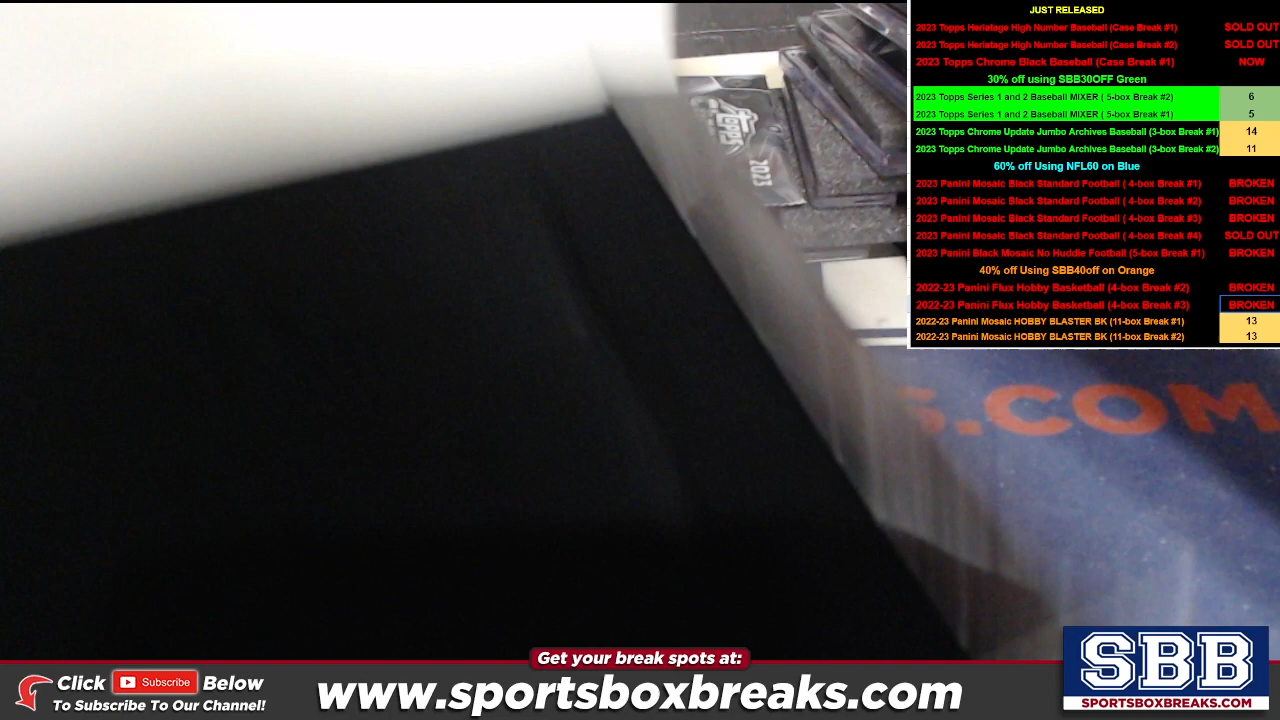 JUST RELEASED
2023 Topps Heriatage High Number Baseball (Case Break #1) SOLD OUT
2023 Topps Heriatage High Number Baseball (Case Break #2) SOLD OUT
2023 Topps Chrome Black Baseball (Case Break #1) NOW
30% off using SBB30OFF Green
2023 Topps Series 1 and 2 Baseball MIXER ( 5-box Break #2) 6
2023 Topps Series 1 and 2 Baseball MIXER ( 5-box Break #1) 5
2023 Topps Chrome Update Jumbo Archives Baseball (3-box Break #1) 14
2023 Topps Chrome Update Jumbo Archives Baseball (3-box Break #2) 11
60% off Using NFL60 on Blue
2023 Panini Mosaic Black Standard Football ( 4-box Break #1) BROKEN
2023 Panini Mosaic Black Standard Football ( 4-box Break #2) BROKEN
2023 Panini Mosaic Black Standard Football ( 4-box Break #3) BROKEN
2023 Panini Mosaic Black Standard Football ( 4-box Break #4) SOLD OUT
2023 Panini Black Mosaic No Huddle Football (5-box Break #1) BROKEN
40% off Using SBB40off on Orange
2022-23 Panini Flux Hobby Basketball (4-box Break #2) BROKEN
2022-23 Panini Flux Hobby Basketball (4-box Break #3) BROKEN
2022-23 Panini Mosaic HOBBY BLASTER BK (11-box Break #1) 13
2022-23 Panini Mosaic HOBBY BLASTER BK (11-box Break #2) 13
Topps
2023
S.COM
Get your break spots at:
www.sportsboxbreaks.com
Click Subscribe Below
To Subscribe To Our Channel!
SBB
SPORTSBOXBREAKS.COM